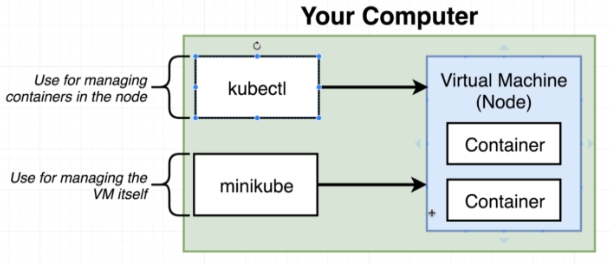 Your Computer
Use for managing
containers in the node
kubectl
Virtual Machine
(Node)
Container
Use for managing the
VM itself
minikube
Container